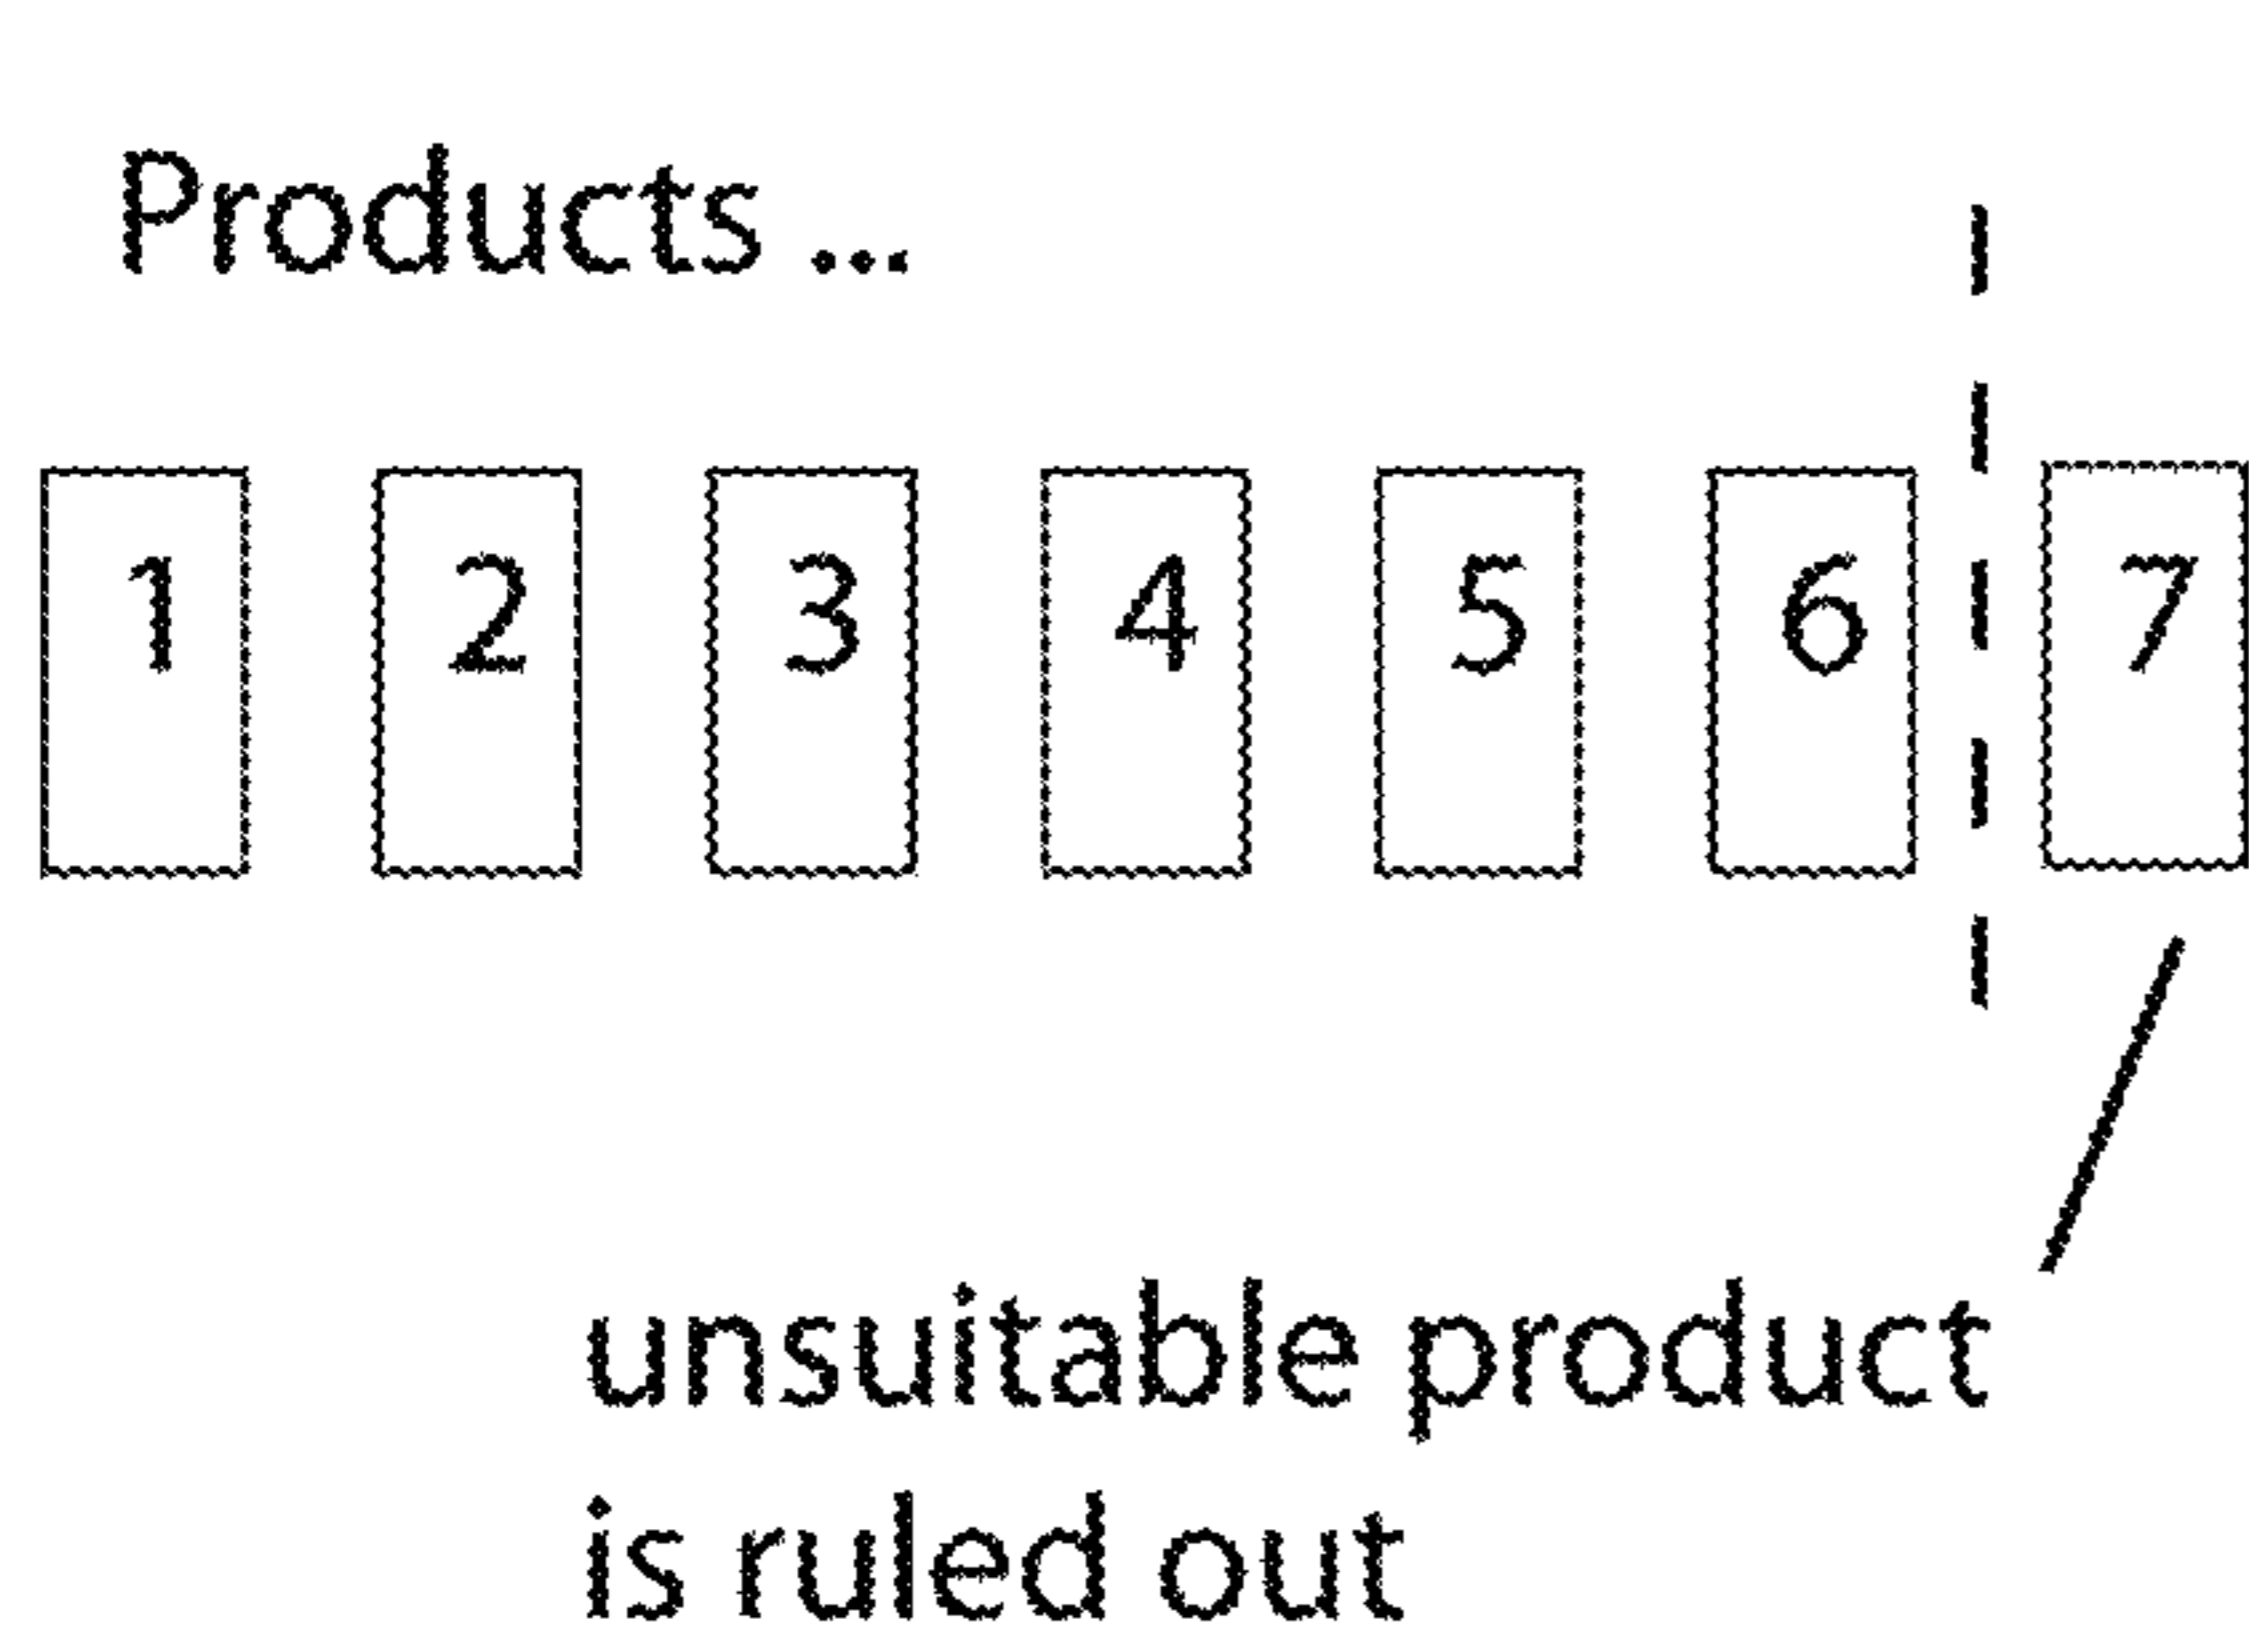 Products ...
1 2 3 4 5 6 7
unsuitable product
is ruled out